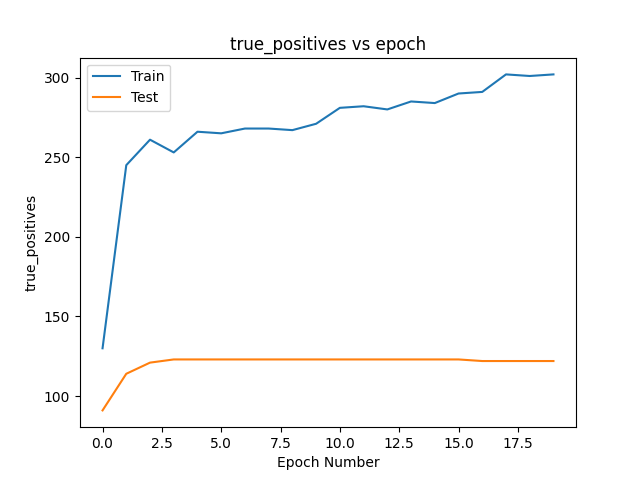 true_positives vs epoch
Train
Test
300
250
200
150
100
true_positives
0.0 2.5 5.0 7.5 10.0 12.5 15.0 17.5
Epoch Number